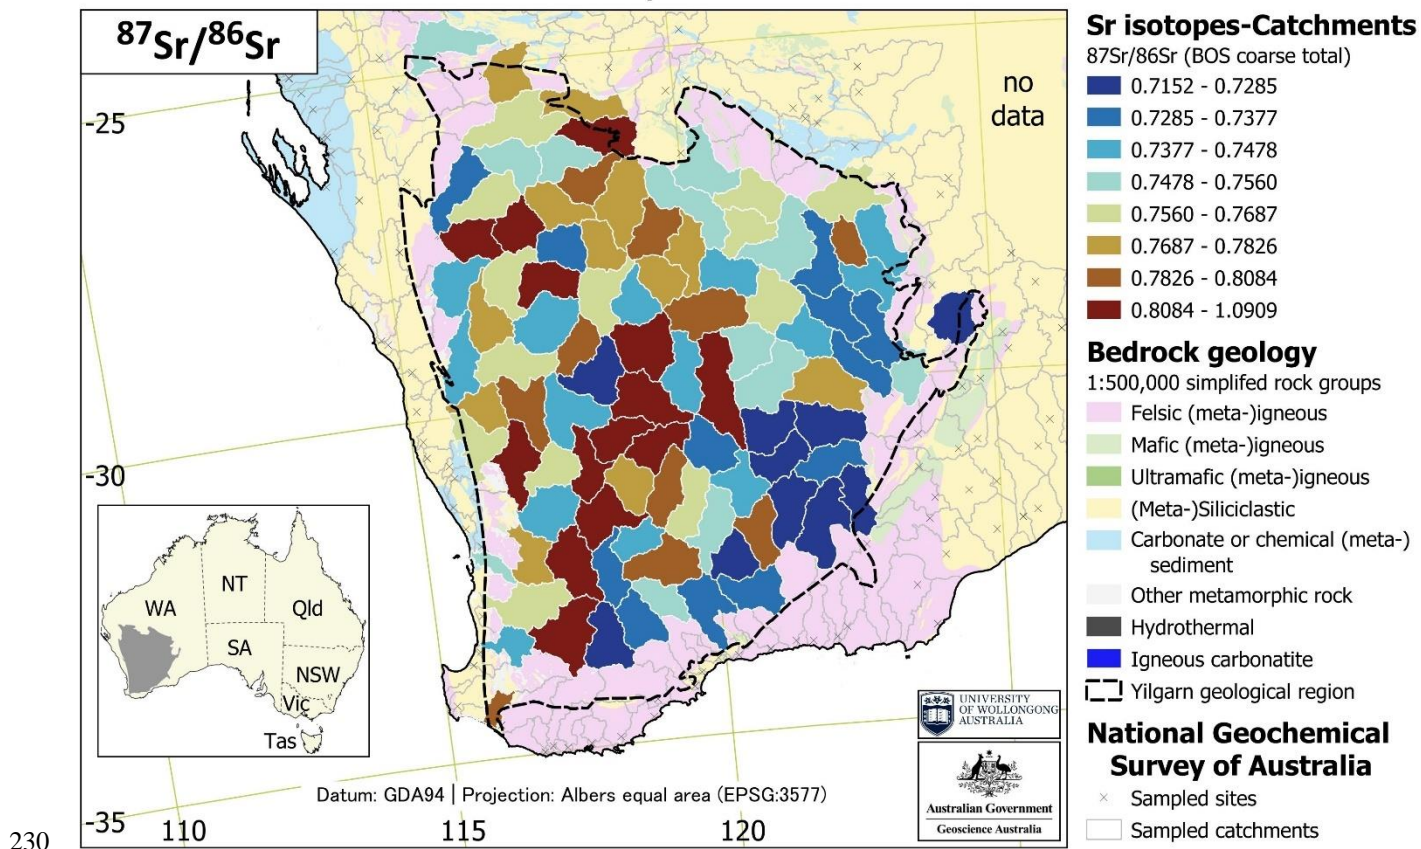 87Sr/86Sr
no
data
-25
-30
-35
110
115
120
WA
NT
Qld
SA
NSW
Vic
Tas
Datum: GDA94 | Projection: Albers equal area (EPSG:3577)
UNIVERSITY
OF WOLLONGONG
AUSTRALIA
Australian Government
Geoscience Australia
Sr isotopes-Catchments
87Sr/86Sr (BOS coarse total)
0.7152 - 0.7285
0.7285 - 0.7377
0.7377 - 0.7478
0.7478 - 0.7560
0.7560 - 0.7687
0.7687 - 0.7826
0.7826 - 0.8084
0.8084 - 1.0909
Bedrock geology
1:500,000 simplifed rock groups
Felsic (meta-)igneous
Mafic (meta-)igneous
Ultramafic (meta-)igneous
(Meta-)Siliciclastic
Carbonate or chemical (meta-)
sediment
Other metamorphic rock
Hydrothermal
Igneous carbonatite
Yilgarn geological region
National Geochemical
Survey of Australia
Sampled sites
Sampled catchments
230